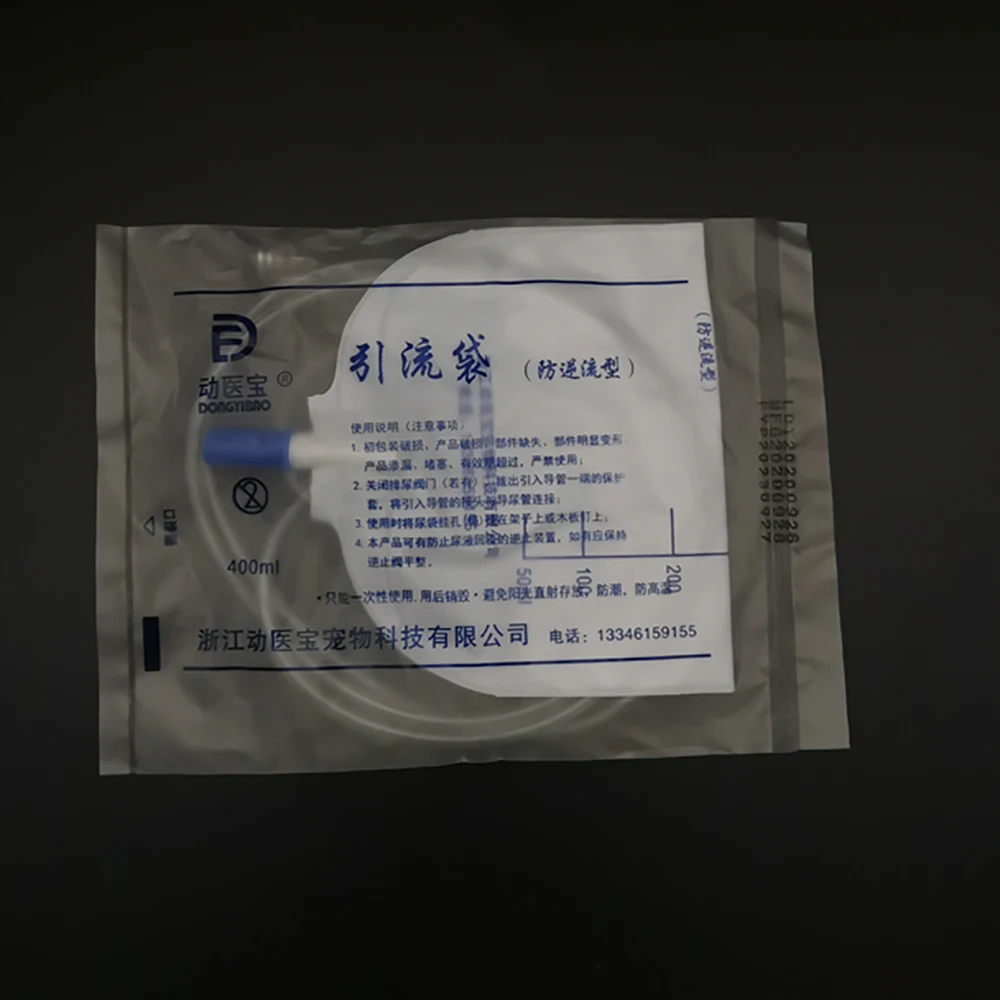 动医宝®
DONGYIBAO
400ml
引流袋（防逆流型）
使用说明（注意事项）
1. 初包装破损、产品破损、部件缺失、部件明显变形、
产品渗漏、堵塞、有效期超过，严禁使用；
2. 关闭排尿阀门（若有），拔出引入导管一端的保护
套，将引入导管的接头与导尿管连接；
3. 使用时将尿袋挂孔（绳）挂在架子上或木板钉上；
4. 本产品可有防止尿液回流的逆止装置，如有应保持
逆止阀平整。
•只能一次性使用，用后销毁•避免阳光直射存放，防潮，防高温
浙江动医宝宠物科技有限公司 电话：13346159155
50ml
100
200
（防逆流型）